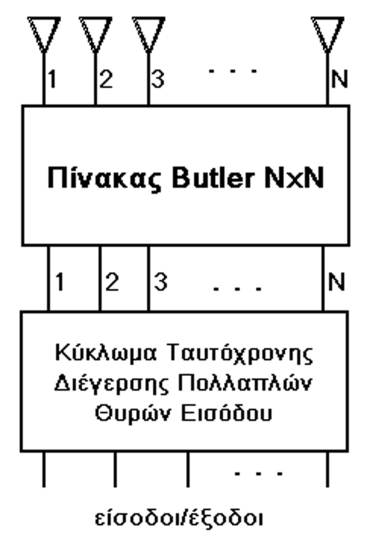 1 2 3 . . . N
Πίνακας Butler NxN
1 2 3 . . . N
Κύκλωμα Ταυτόχρονης
Διέγερσης Πολλαπλών
Θυρών Εισόδου
. . .
είσοδοι/έξοδοι